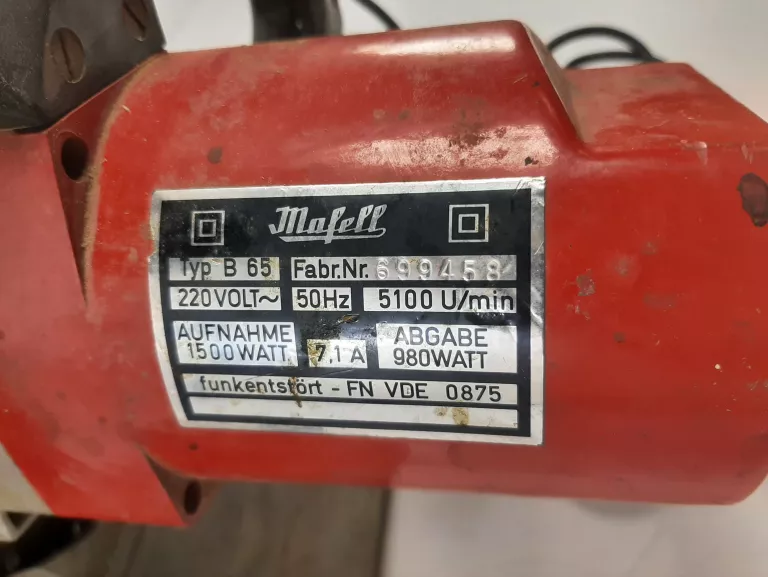 Mafell
Typ B 65 Fabr.Nr. 699458
220VOLT~ 50Hz 5100 U/min
AUFNAHME 1500WATT 7,1 A ABGABE 980WATT
funkentstört - FN VDE 0875